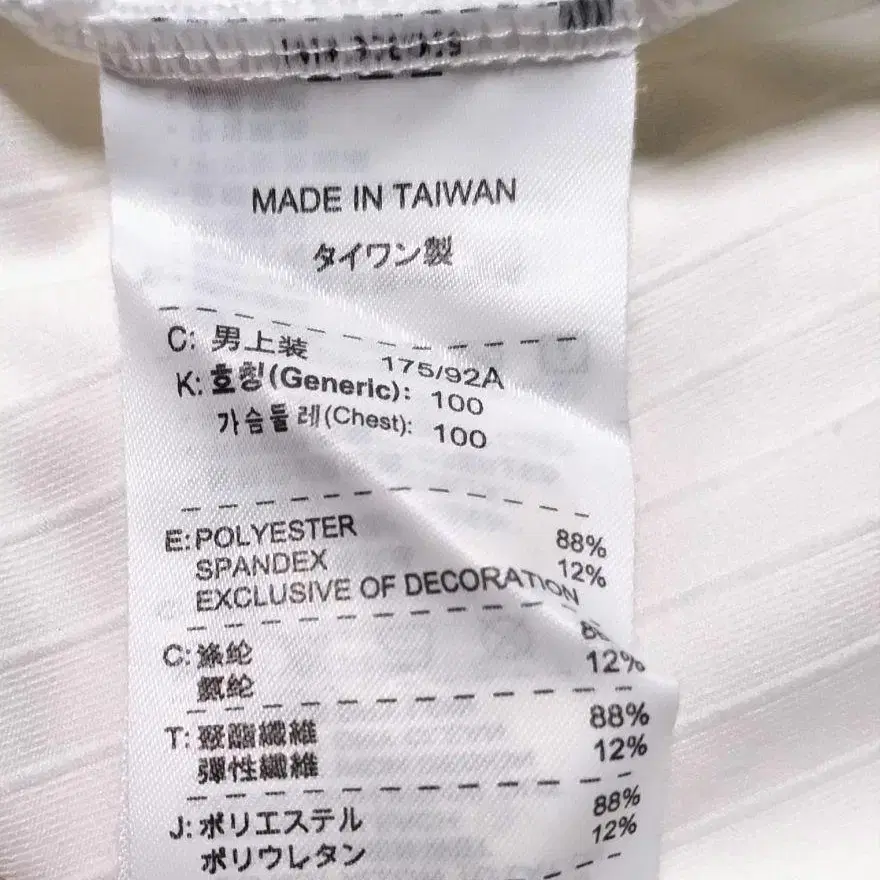 MADE IN TAIWAN
タイワン製
C: 男上装 175/92A
K: 호칭(Generic): 100
가슴둘레(Chest): 100
E: POLYESTER 88%
SPANDEX 12%
EXCLUSIVE OF DECORATION
C: 涤纶
氨纶 12%
T: 聚酯纖維 88%
彈性纖維 12%
J: ポリエステル 88%
ポリウレタン 12%